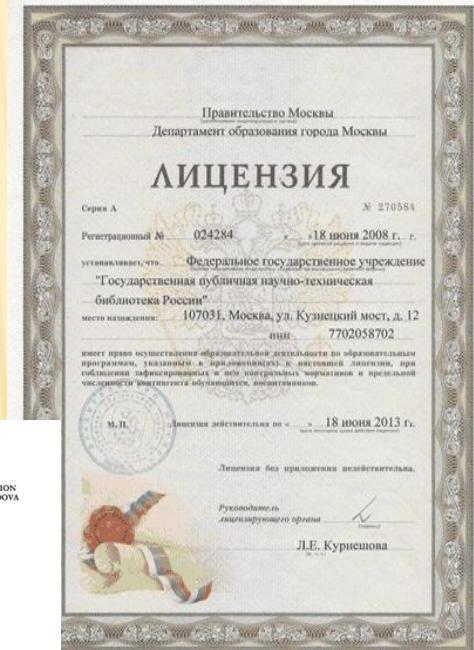 Правительство Москвы
Департамент образования города Москвы
ЛИЦЕНЗИЯ
Серия А № 270584
Регистрационный № 024284 « »18 июня 2008 г. г.
устанавливает, что Федеральное государственное учреждение
"Государственная публичная научно-техническая
библиотека России"
место нахождения: 107031, Москва, ул. Кузнецкий мост, д. 12
ИНН 7702058702
имеет право осуществления образовательной деятельности по образовательным
программам, указанным в приложении(ях) к настоящей лицензии, при
соблюдении зафиксированных в ней контрольных нормативов и предельной
численности контингента обучающихся, воспитанников.
М.П. Лицензия действительна по « » 18 июня 2013 г.
Лицензия без приложения недействительна.
Руководитель
лицензирующего органа
Л.Е. Курнешова
ION
DOVA